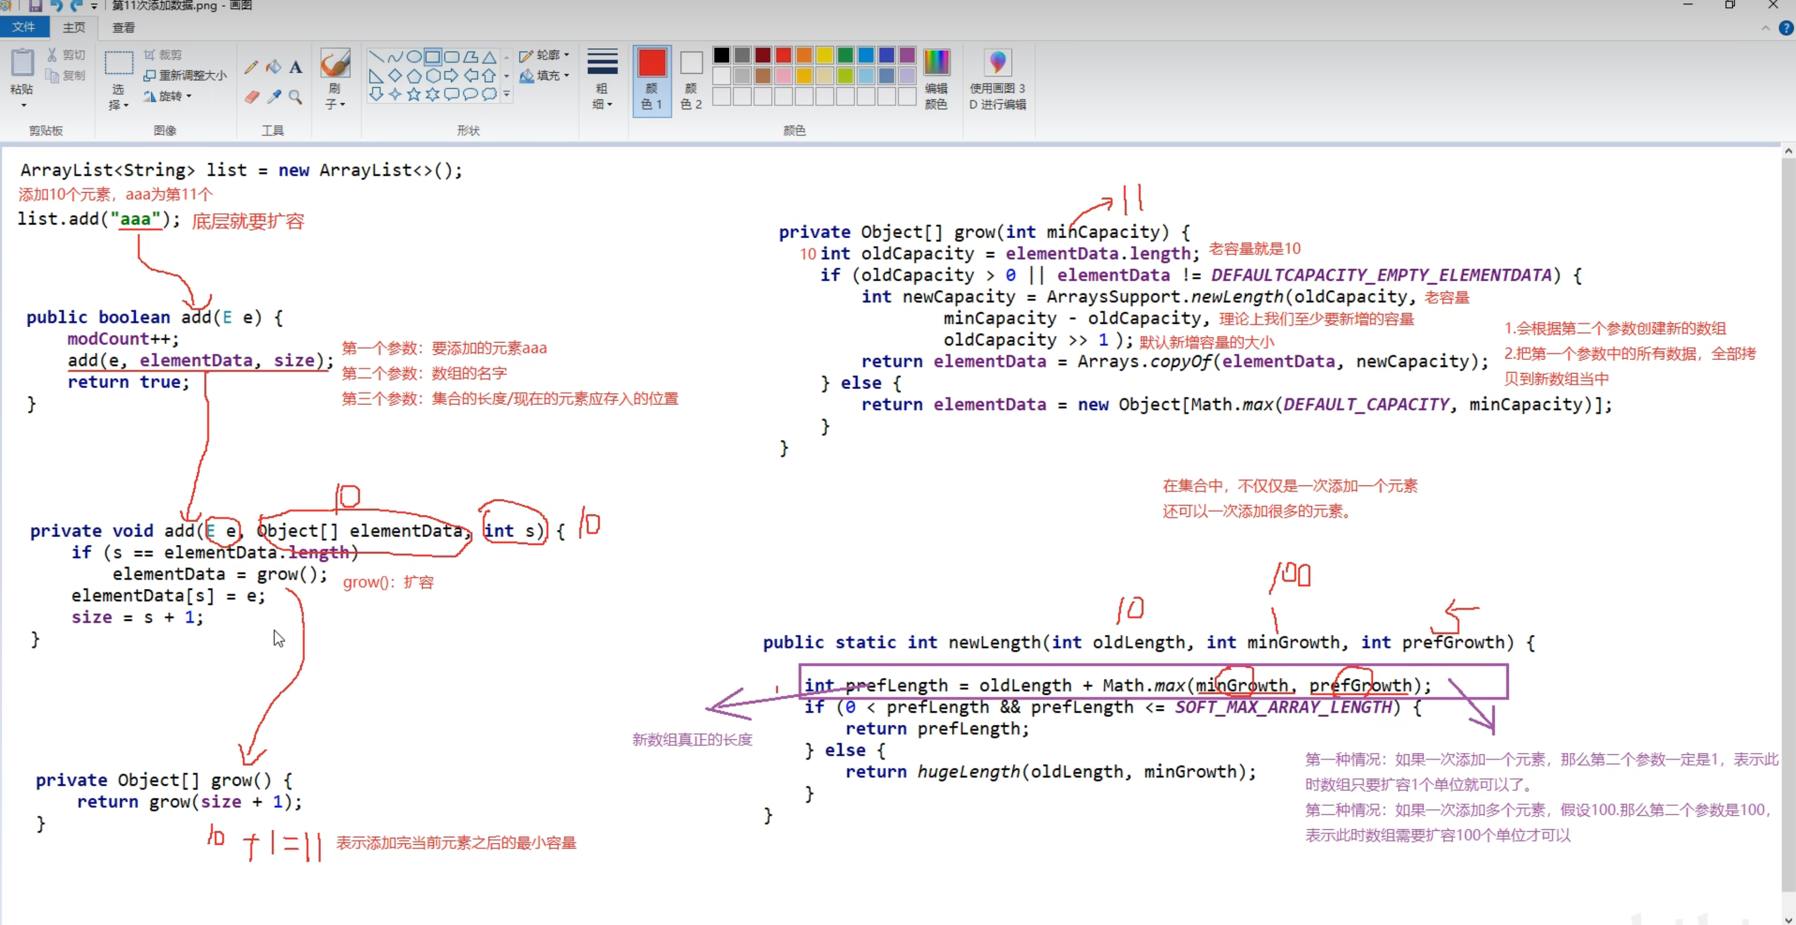 第11次添加数据.png - 画图
文件 主页 查看
粘贴
剪切
复制
剪贴板
选择
裁剪
重新调整大小
旋转
图像
A
工具
刷子
形状
轮廓
填充
粗细
颜色 1
颜色 2
颜色
编辑颜色
使用画图 3D 进行编辑
ArrayList<String> list = new ArrayList<>();
添加10个元素，aaa为第11个
list.add("aaa"); 底层就要扩容
public boolean add(E e) {
modCount++;
add(e, elementData, size);
return true;
}
第一个参数：要添加的元素aaa
第二个参数：数组的名字
第三个参数：集合的长度/现在的元素应存入的位置
10
private void add(E e, Object[] elementData, int s) { 10
if (s == elementData.length)
elementData = grow(); grow()：扩容
elementData[s] = e;
size = s + 1;
}
private Object[] grow() {
return grow(size + 1);
}
10 +1=11 表示添加完当前元素之后的最小容量
11
private Object[] grow(int minCapacity) {
10 int oldCapacity = elementData.length; 老容量就是10
if (oldCapacity > 0 || elementData != DEFAULTCAPACITY_EMPTY_ELEMENTDATA) {
int newCapacity = ArraysSupport.newLength(oldCapacity, 老容量
minCapacity - oldCapacity, 理论上我们至少要新增的容量
oldCapacity >> 1 ); 默认新增容量的大小
return elementData = Arrays.copyOf(elementData, newCapacity);
} else {
return elementData = new Object[Math.max(DEFAULT_CAPACITY, minCapacity)];
}
}
1.会根据第二个参数创建新的数组
2.把第一个参数中的所有数据，全部拷
贝到新数组当中
在集合中，不仅仅是一次添加一个元素
还可以一次添加很多的元素。
10 100 1 5
public static int newLength(int oldLength, int minGrowth, int prefGrowth) {
int prefLength = oldLength + Math.max(minGrowth, prefGrowth);
if (0 < prefLength && prefLength <= SOFT_MAX_ARRAY_LENGTH) {
return prefLength;
} else {
return hugeLength(oldLength, minGrowth);
}
}
新数组真正的长度
第一种情况：如果一次添加一个元素，那么第二个参数一定是1，表示此
时数组只要扩容1个单位就可以了。
第二种情况：如果一次添加多个元素，假设100.那么第二个参数是100，
表示此时数组需要扩容100个单位才可以